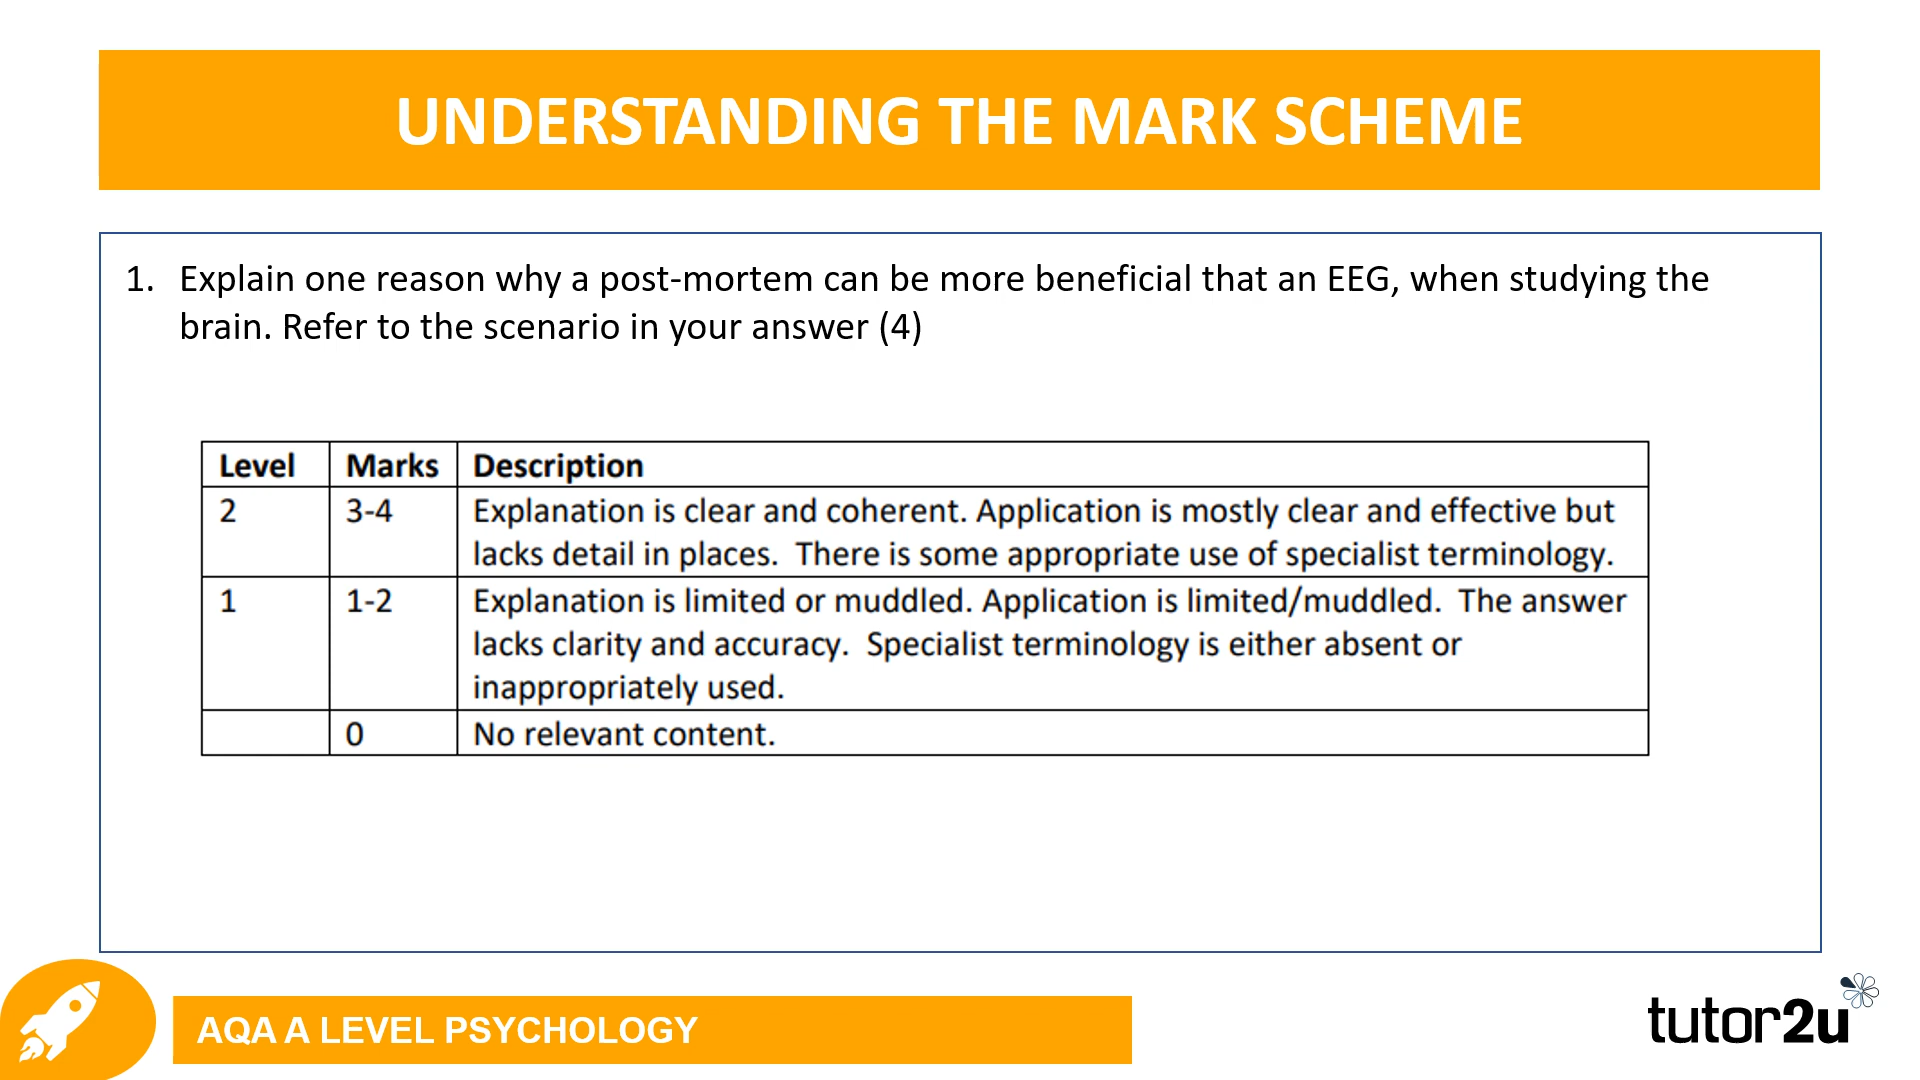 UNDERSTANDING THE MARK SCHEME
1. Explain one reason why a post-mortem can be more beneficial that an EEG, when studying the
brain. Refer to the scenario in your answer (4)
Level Marks Description
2 3-4 Explanation is clear and coherent. Application is mostly clear and effective but
lacks detail in places. There is some appropriate use of specialist terminology.
1 1-2 Explanation is limited or muddled. Application is limited/muddled. The answer
lacks clarity and accuracy. Specialist terminology is either absent or
inappropriately used.
0 No relevant content.
AQA A LEVEL PSYCHOLOGY
tutor2u